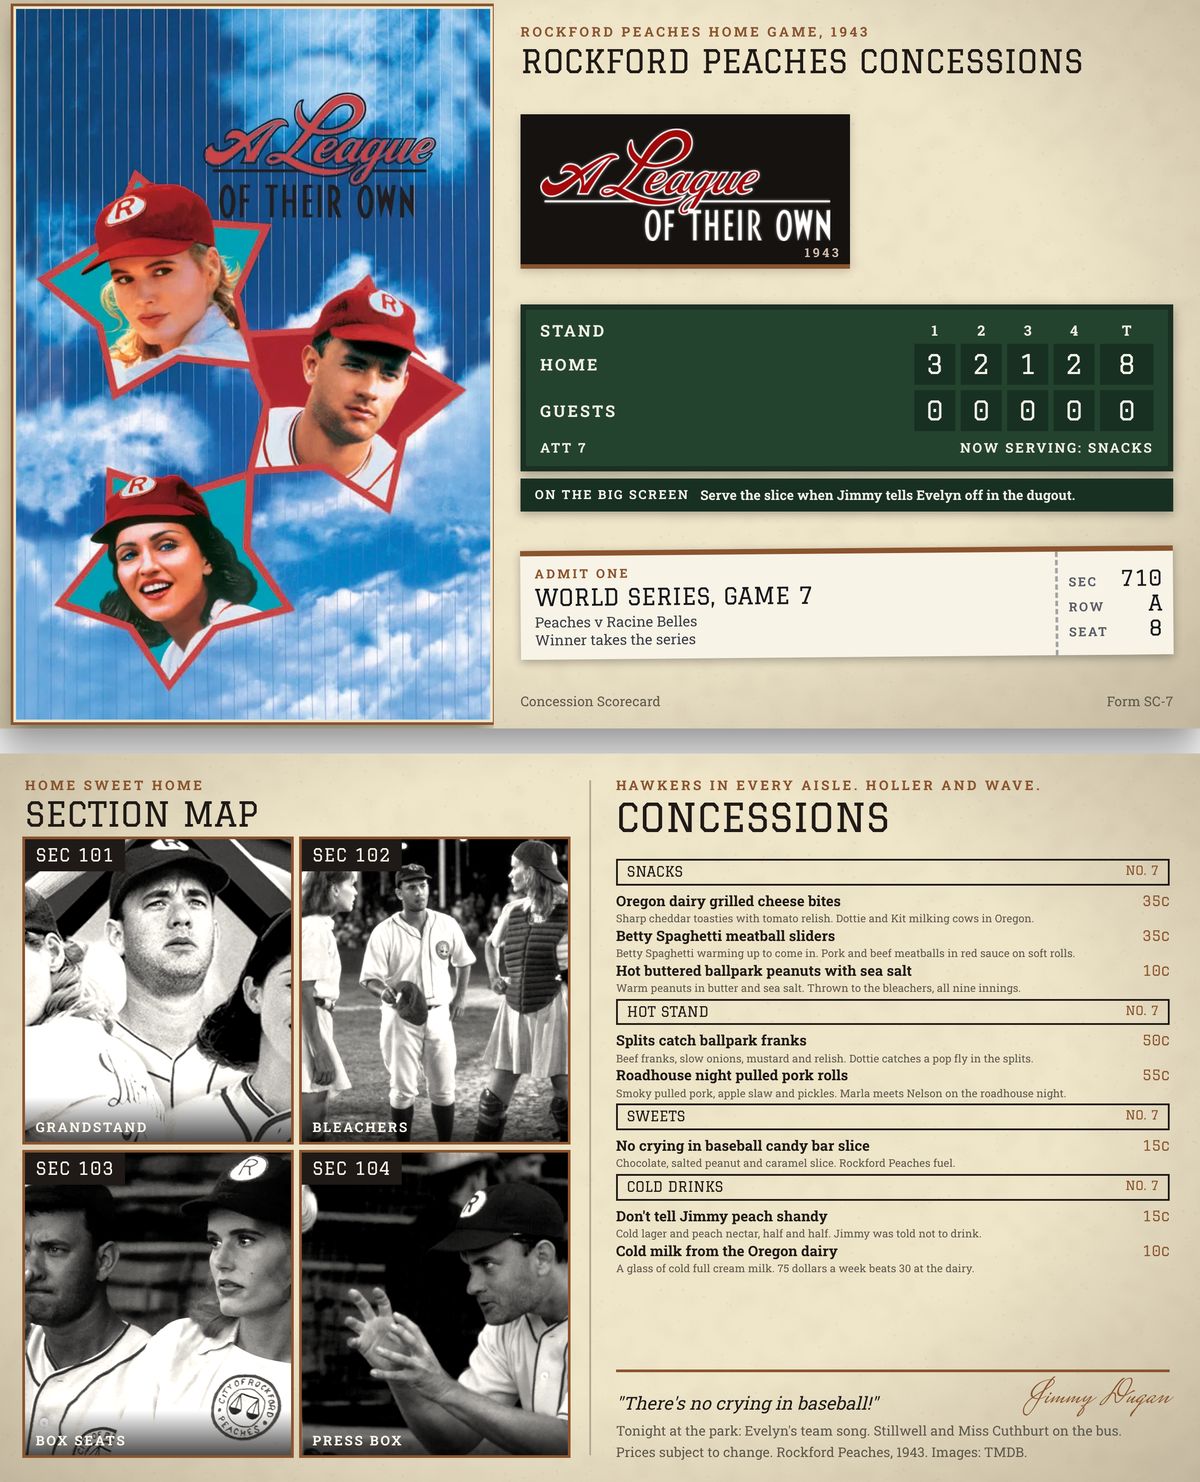 A League
OF THEIR OWN
R
R
R
ROCKFORD PEACHES HOME GAME, 1943
ROCKFORD PEACHES CONCESSIONS
A League
OF THEIR OWN
1943
STAND 1 2 3 4 T
HOME 3 2 1 2 8
GUESTS 0 0 0 0 0
ATT 7 NOW SERVING: SNACKS
ON THE BIG SCREEN Serve the slice when Jimmy tells Evelyn off in the dugout.
ADMIT ONE
WORLD SERIES, GAME 7
Peaches v Racine Belles
Winner takes the series
SEC 710
ROW A
SEAT 8
Concession Scorecard Form SC-7
HOME SWEET HOME
SECTION MAP
SEC 101
GRANDSTAND
SEC 102
BLEACHERS
SEC 103
R
CITY OF ROCKFORD
PEACHES
BOX SEATS
SEC 104
R
PRESS BOX
HAWKERS IN EVERY AISLE. HOLLER AND WAVE.
CONCESSIONS
SNACKS NO. 7
Oregon dairy grilled cheese bites 35c
Sharp cheddar toasties with tomato relish. Dottie and Kit milking cows in Oregon.
Betty Spaghetti meatball sliders 35c
Betty Spaghetti warming up to come in. Pork and beef meatballs in red sauce on soft rolls.
Hot buttered ballpark peanuts with sea salt 10c
Warm peanuts in butter and sea salt. Thrown to the bleachers, all nine innings.
HOT STAND NO. 7
Splits catch ballpark franks 50c
Beef franks, slow onions, mustard and relish. Dottie catches a pop fly in the splits.
Roadhouse night pulled pork rolls 55c
Smoky pulled pork, apple slaw and pickles. Marla meets Nelson on the roadhouse night.
SWEETS NO. 7
No crying in baseball candy bar slice 15c
Chocolate, salted peanut and caramel slice. Rockford Peaches fuel.
COLD DRINKS NO. 7
Don't tell Jimmy peach shandy 15c
Cold lager and peach nectar, half and half. Jimmy was told not to drink.
Cold milk from the Oregon dairy 10c
A glass of cold full cream milk. 75 dollars a week beats 30 at the dairy.
"There's no crying in baseball!" Jimmy Dugan
Tonight at the park: Evelyn's team song. Stillwell and Miss Cuthburt on the bus.
Prices subject to change. Rockford Peaches, 1943. Images: TMDB.